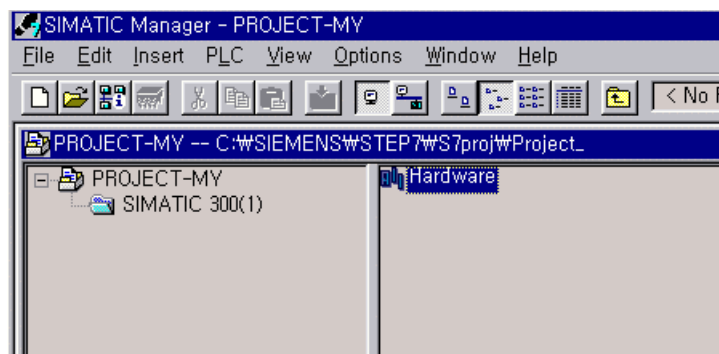 SIMATIC Manager - PROJECT-MY
File Edit Insert PLC View Options Window Help
< No F
PROJECT-MY -- C:₩SIEMENS₩STEP7₩S7proj₩Project_
PROJECT-MY
SIMATIC 300(1)
Hardware